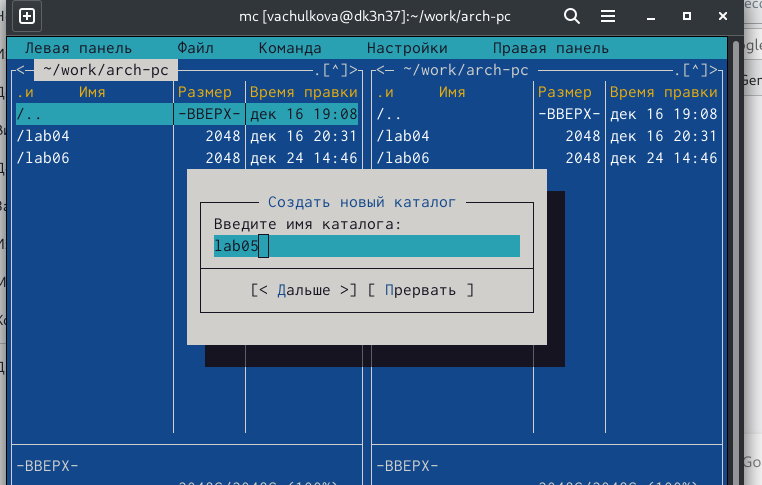 mc [vachulkova@dk3n37]:~/work/arch-pc
Левая панель Файл Команда Настройки Правая панель
<─ ~/work/arch-pc ─.[^]> <─ ~/work/arch-pc ─.[^]>
.и Имя Размер Время правки .и Имя Размер Время правки
/.. -ВВЕРХ- дек 16 19:08 /.. -ВВЕРХ- дек 16 19:08
/lab04 2048 дек 16 20:31 /lab04 2048 дек 16 20:31
/lab06 2048 дек 24 14:46 /lab06 2048 дек 24 14:46
Создать новый каталог
Введите имя каталога:
lab05
[< Дальше >] [ Прервать ]
-ВВЕРХ- -ВВЕРХ-